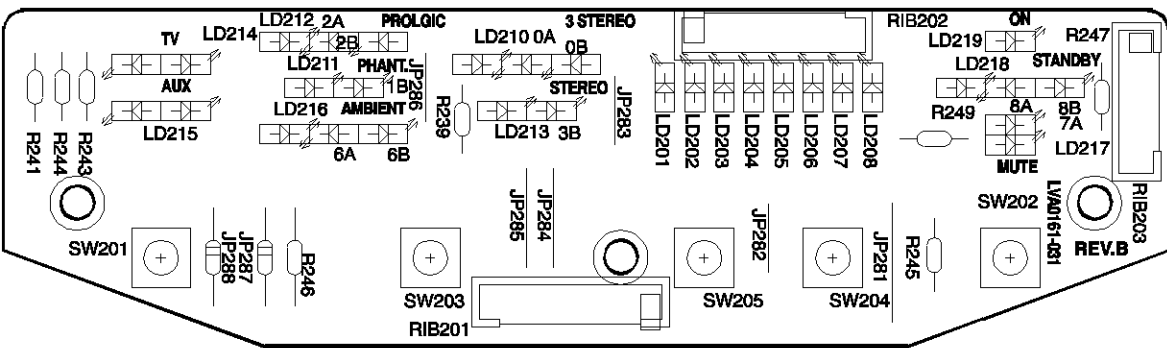 LD212 2A PROLGIC
3 STEREO
RIB202
ON
TV
LD214
2B
LD210 0A
0B
LD219
R247
LD211
PHANT.
1B
JP286
LD218
STANDBY
AUX
LD216
AMBIENT
STEREO
JP283
R249
8A
8B
7A
LD215
6A
6B
R239
LD213
3B
LD201
LD202
LD203
LD204
LD205
LD206
LD207
LD208
LD217
MUTE
R241
R244
R243
SW202
LVA0161-031
RIB203
REV.B
SW201
JP288
JP287
R246
JP285
JP284
JP282
JP281
R245
SW203
SW205
SW204
RIB201